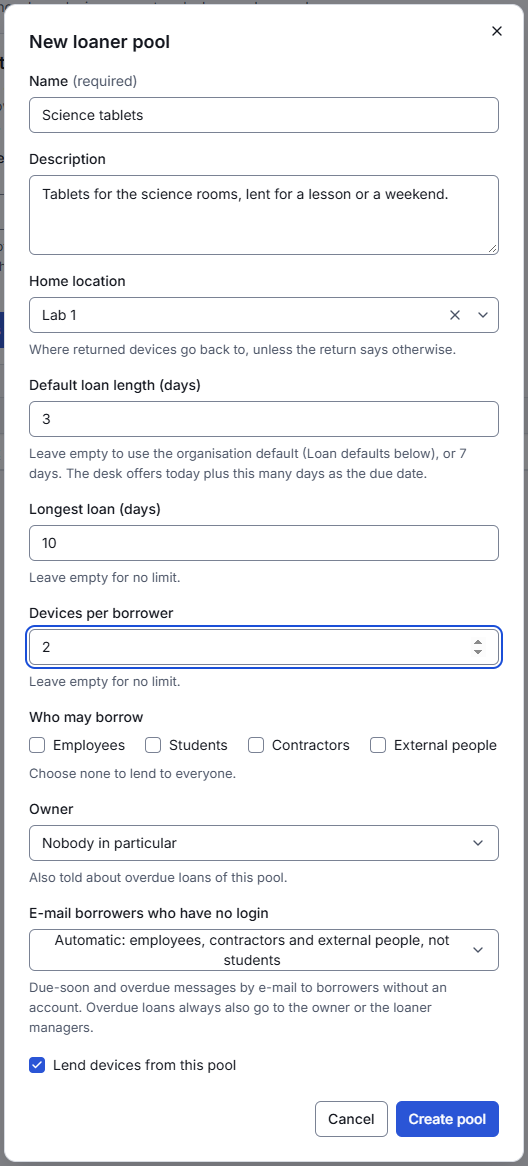 New loaner pool
Name (required)
Science tablets
Description
Tablets for the science rooms, lent for a lesson or a weekend.
Home location
Lab 1
Where returned devices go back to, unless the return says otherwise.
Default loan length (days)
3
Leave empty to use the organisation default (Loan defaults below), or 7
days. The desk offers today plus this many days as the due date.
Longest loan (days)
10
Leave empty for no limit.
Devices per borrower
2
Leave empty for no limit.
Who may borrow
Employees Students Contractors External people
Choose none to lend to everyone.
Owner
Nobody in particular
Also told about overdue loans of this pool.
E-mail borrowers who have no login
Automatic: employees, contractors and external people, not
students
Due-soon and overdue messages by e-mail to borrowers without an
account. Overdue loans always also go to the owner or the loaner
managers.
Lend devices from this pool
Cancel Create pool